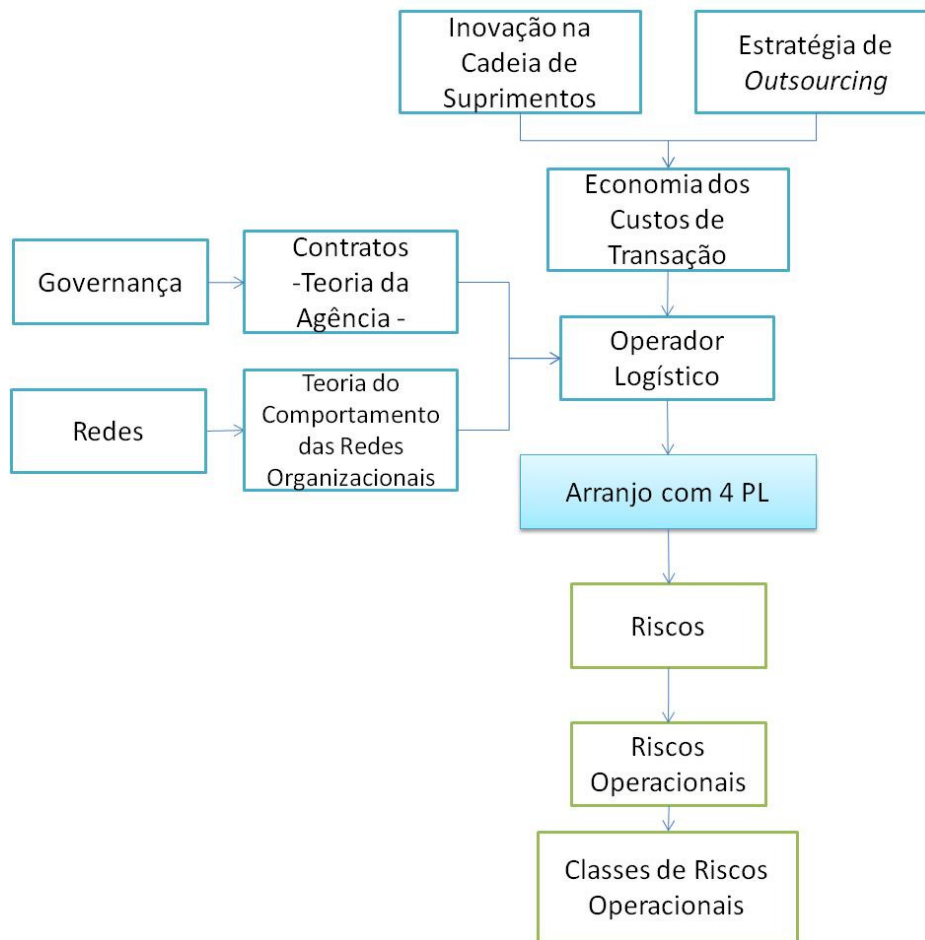 Inovação na
Cadeia de
Suprimentos
Estratégia de
Outsourcing
Economia dos
Custos de
Transação
Governança
Contratos
-Teoria da
Agência -
Operador
Logístico
Redes
Teoria do
Comportamento
das Redes
Organizacionais
Arranjo com 4 PL
Riscos
Riscos
Operacionais
Classes de Riscos
Operacionais